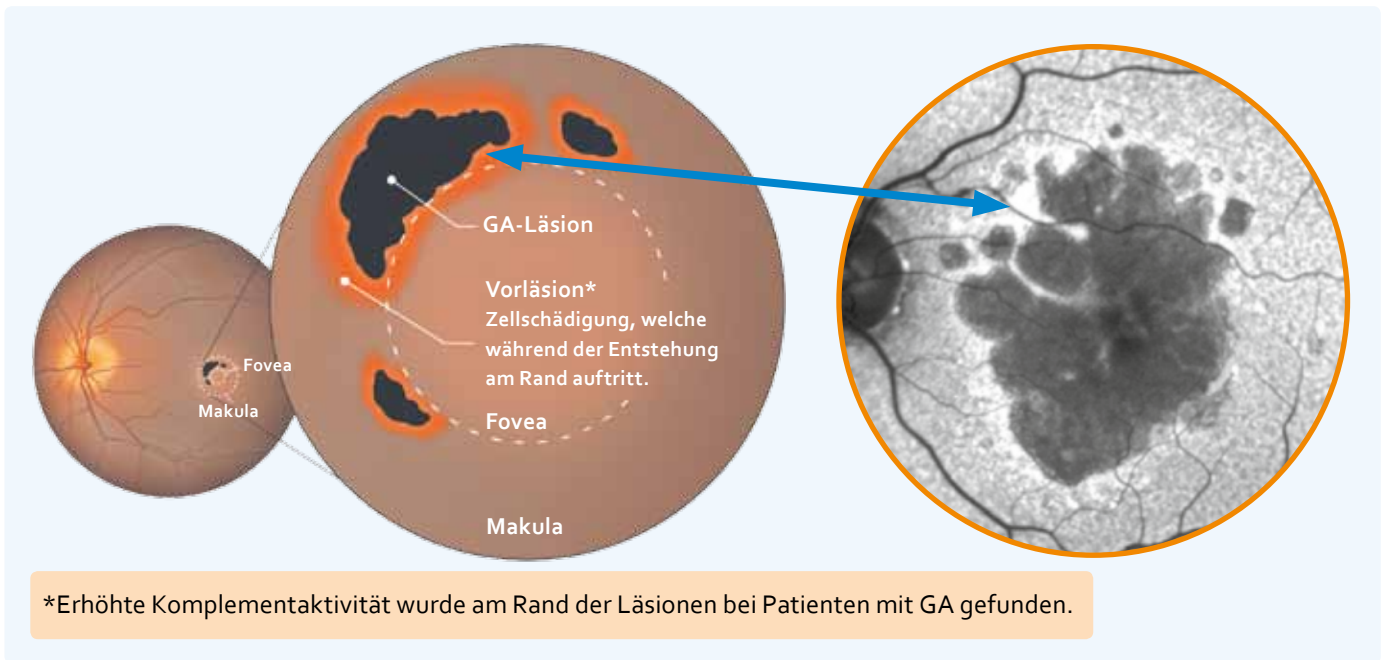 GA-Läsion
Vorläsion*
Zellschädigung, welche
während der Entstehung
am Rand auftritt.
Fovea
Makula
Fovea
Makula
*Erhöhte Komplementaktivität wurde am Rand der Läsionen bei Patienten mit GA gefunden.